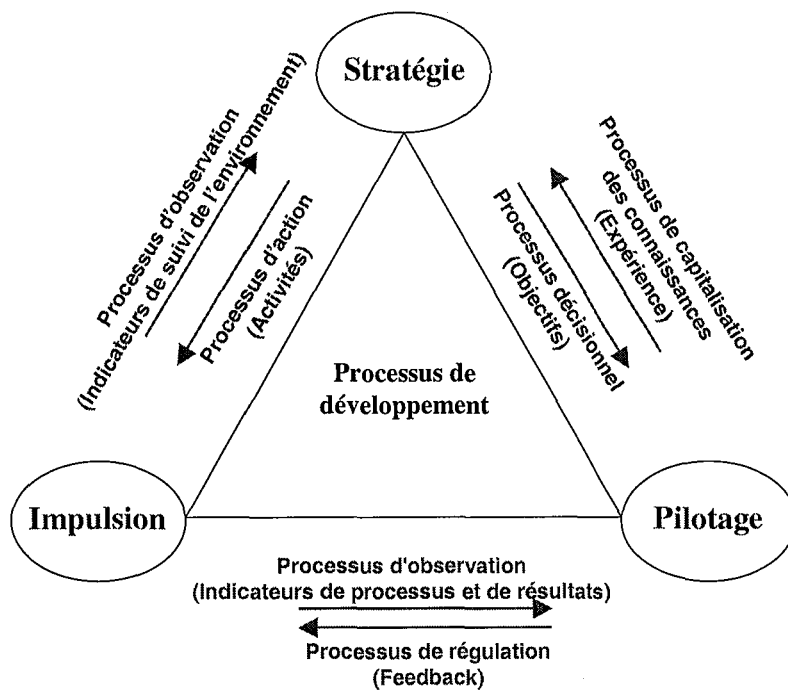 Stratégie
Processus d'observation
(Indicateurs de suivi de l'environnement)
Processus d'action
(Activités)
Processus de capitalisation
des connaissances
(Expérience)
Processus décisionnel
(Objectifs)
Processus de
développement
Impulsion
Pilotage
Processus d'observation
(Indicateurs de processus et de résultats)
Processus de régulation
(Feedback)